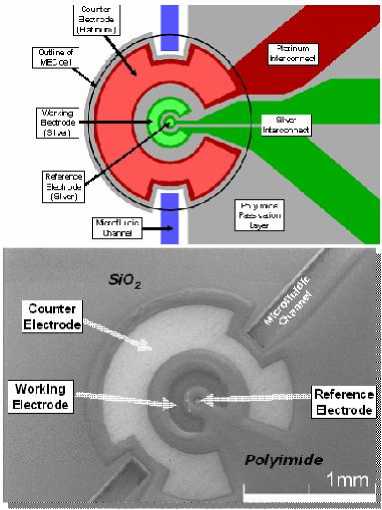 Counter
Electrode
(Platinum)
Outline of
MEC cell
Platinum
Interconnect
Working
Electrode
(Silver)
Silver
Interconnect
Reference
Electrode
(Silver)
Polyimide
Passivation
Layer
Microfluidic
Channel
SiO2
Microfluidic
Channel
Counter
Electrode
Working
Electrode
Reference
Electrode
Polyimide
1mm